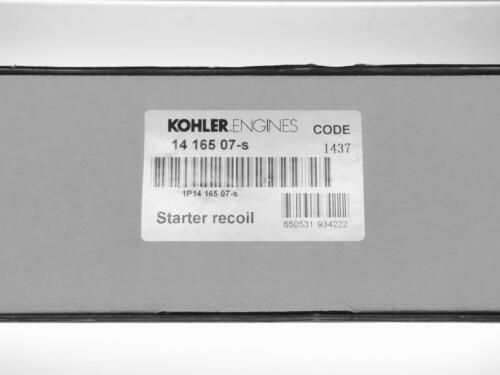 KOHLER.ENGINES
CODE
14 165 07-s
1437
1P14 165 07-s
Starter recoil
650531 934222